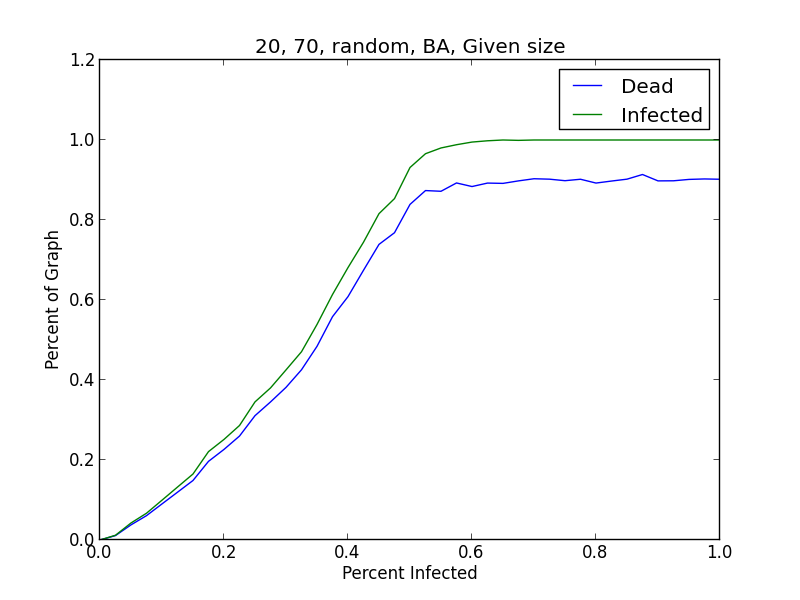 20, 70, random, BA, Given size
1.2
Dead
Infected
1.0
0.8
Percent of Graph
0.6
0.4
0.2
0.0
0.0 0.2 0.4 0.6 0.8 1.0
Percent Infected